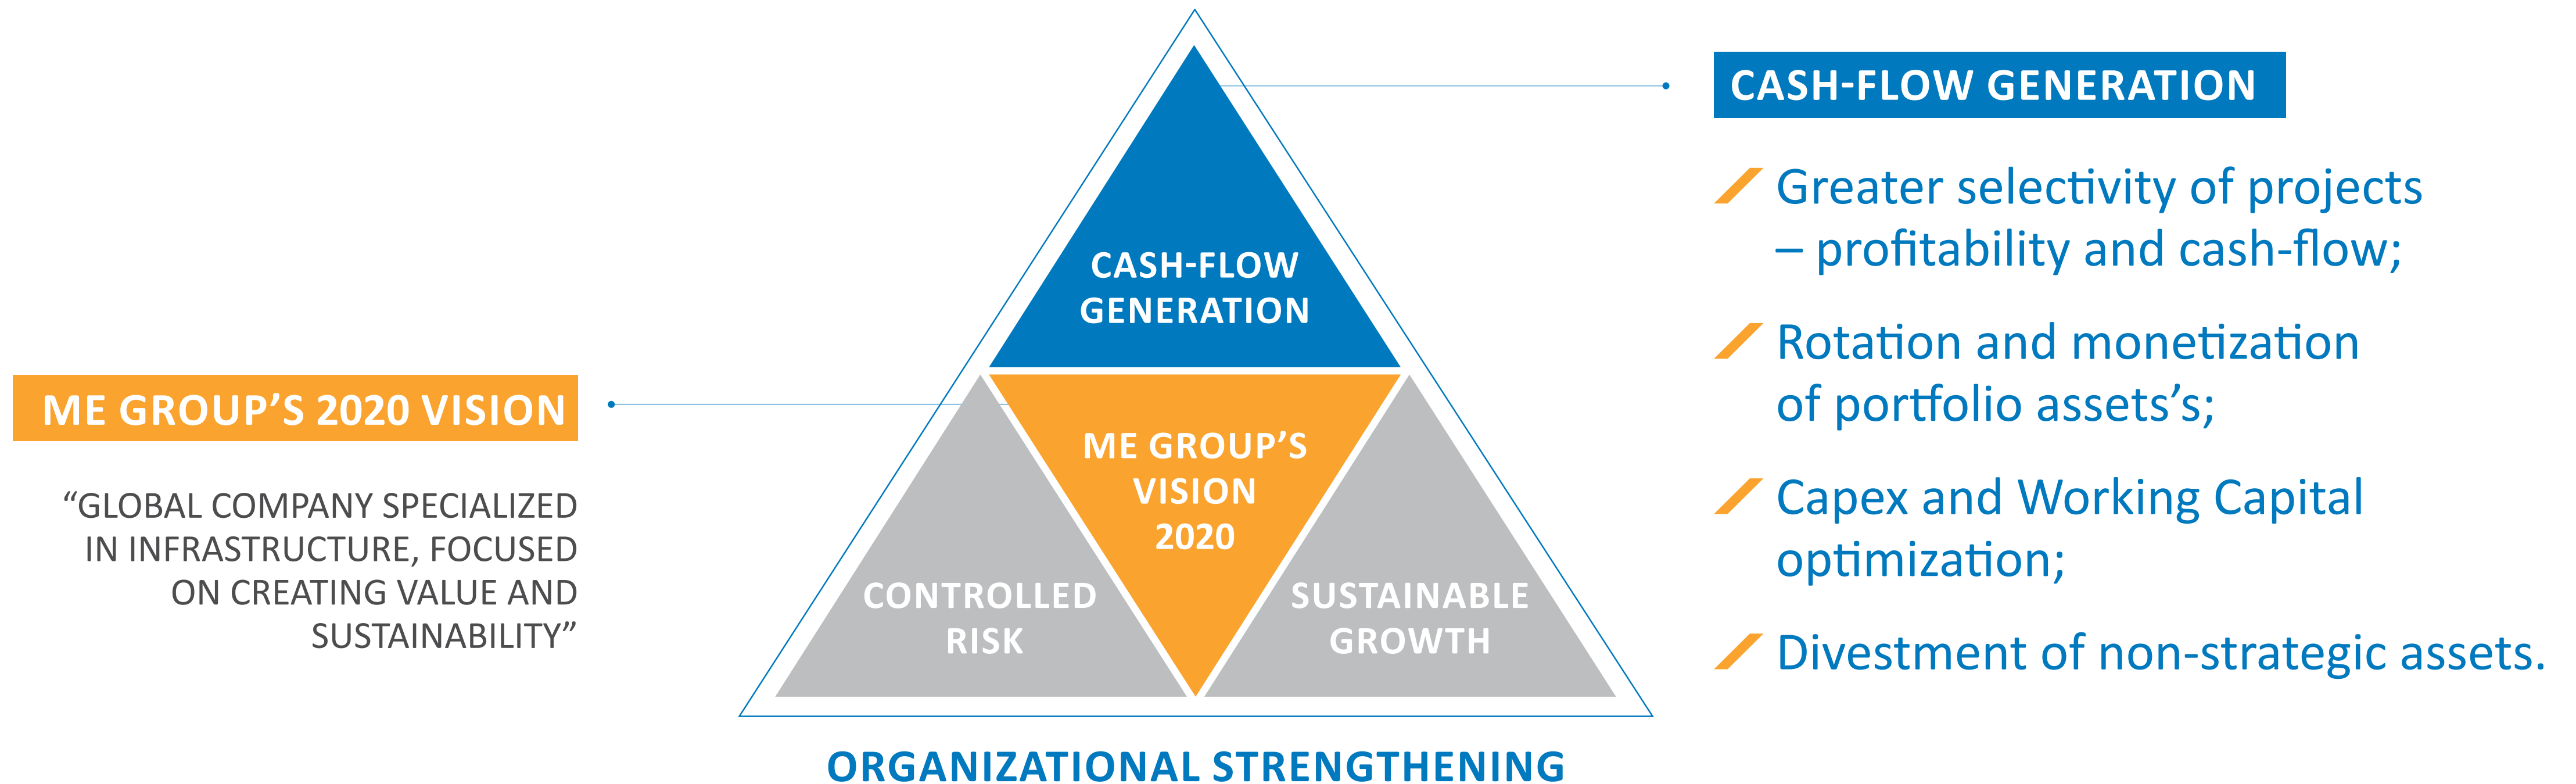 ME GROUP’S 2020 VISION
“GLOBAL COMPANY SPECIALIZED
IN INFRASTRUCTURE, FOCUSED
ON CREATING VALUE AND
SUSTAINABILITY”
CASH-FLOW
GENERATION
ME GROUP’S
VISION
2020
CONTROLLED
RISK
SUSTAINABLE
GROWTH
ORGANIZATIONAL STRENGTHENING
CASH-FLOW GENERATION
Greater selectivity of projects
– profitability and cash-flow;
Rotation and monetization
of portfolio assets’s;
Capex and Working Capital
optimization;
Divestment of non-strategic assets.